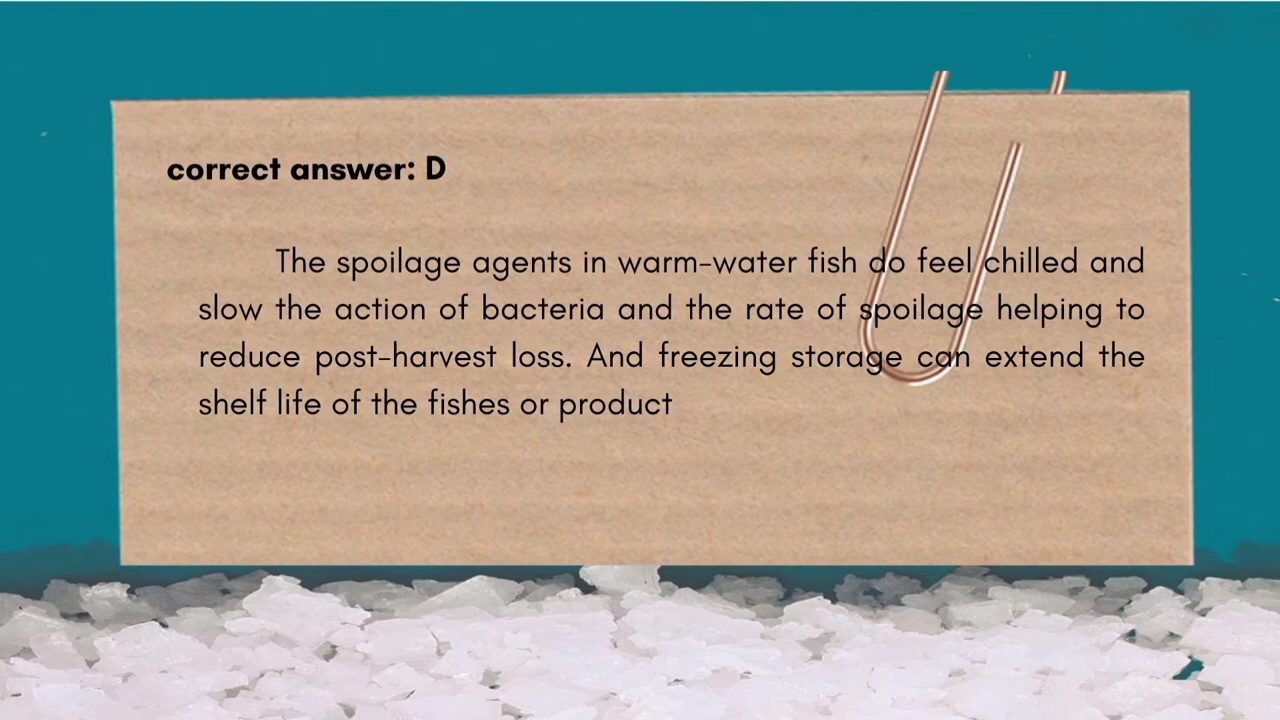 correct answer: D
The spoilage agents in warm-water fish do feel chilled and
slow the action of bacteria and the rate of spoilage helping to
reduce post-harvest loss. And freezing storage can extend the
shelf life of the fishes or product